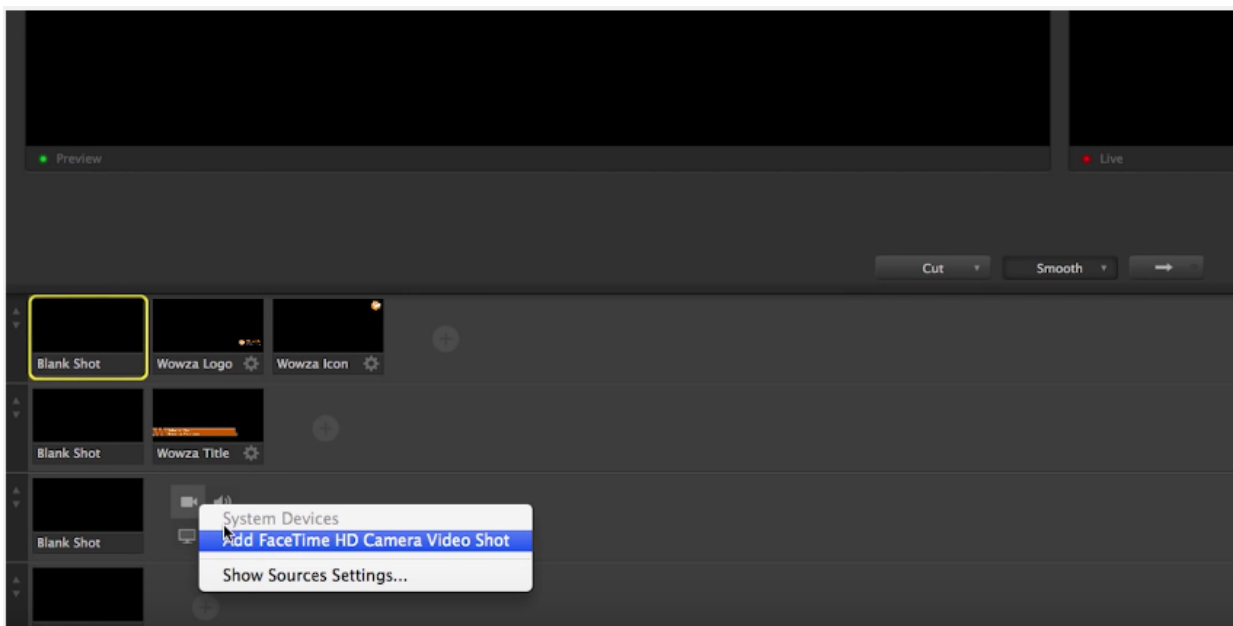 Preview
Live
Cut
Smooth
Blank Shot
Wowza Logo
Wowza Icon
Blank Shot
Wowza Title
Blank Shot
System Devices
Add FaceTime HD Camera Video Shot
Show Sources Settings...